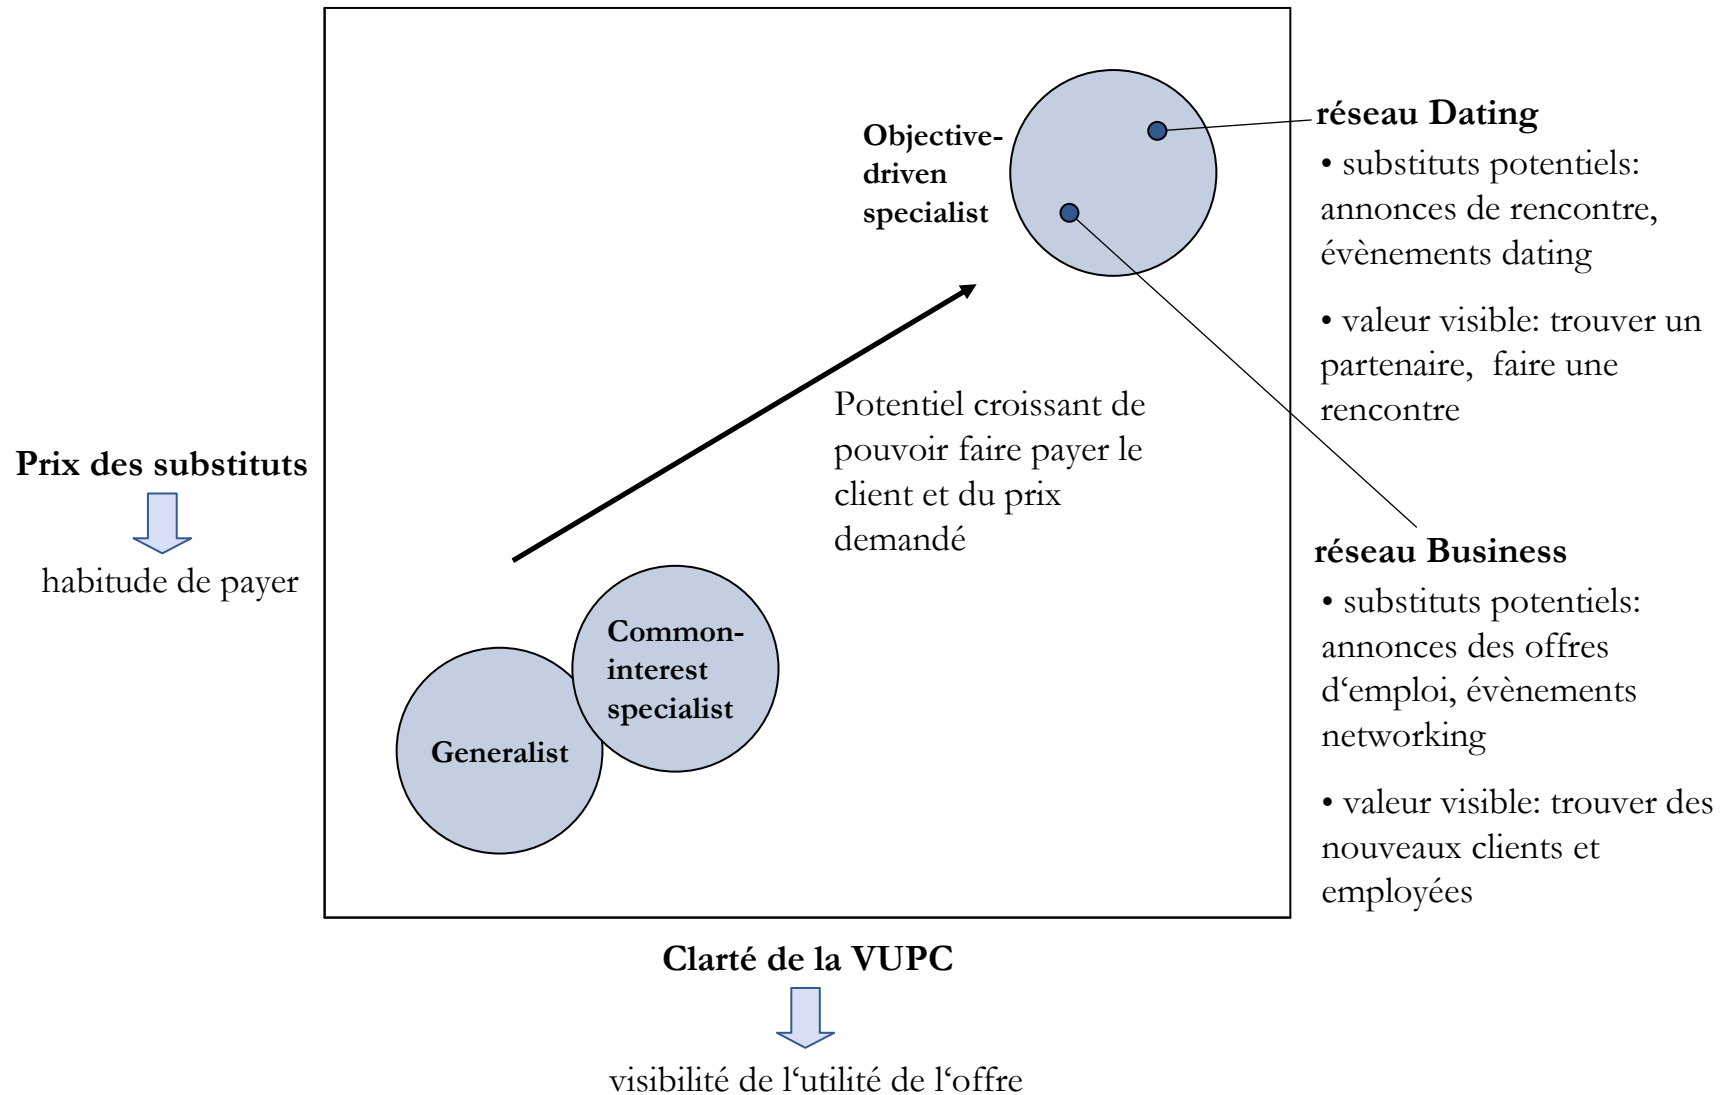 Objective-
driven
specialist
réseau Dating
• substituts potentiels:
annonces de rencontre,
évènements dating
• valeur visible: trouver un
partenaire,  faire une
rencontre
Potentiel croissant de
pouvoir faire payer le
client et du prix
demandé
Prix des substituts
habitude de payer
réseau Business
• substituts potentiels:
annonces des offres
d‘emploi, évènements
networking
• valeur visible: trouver des
nouveaux clients et
employées
Common-
interest
specialist
Generalist
Clarté de la VUPC
visibilité de l‘utilité de l‘offre